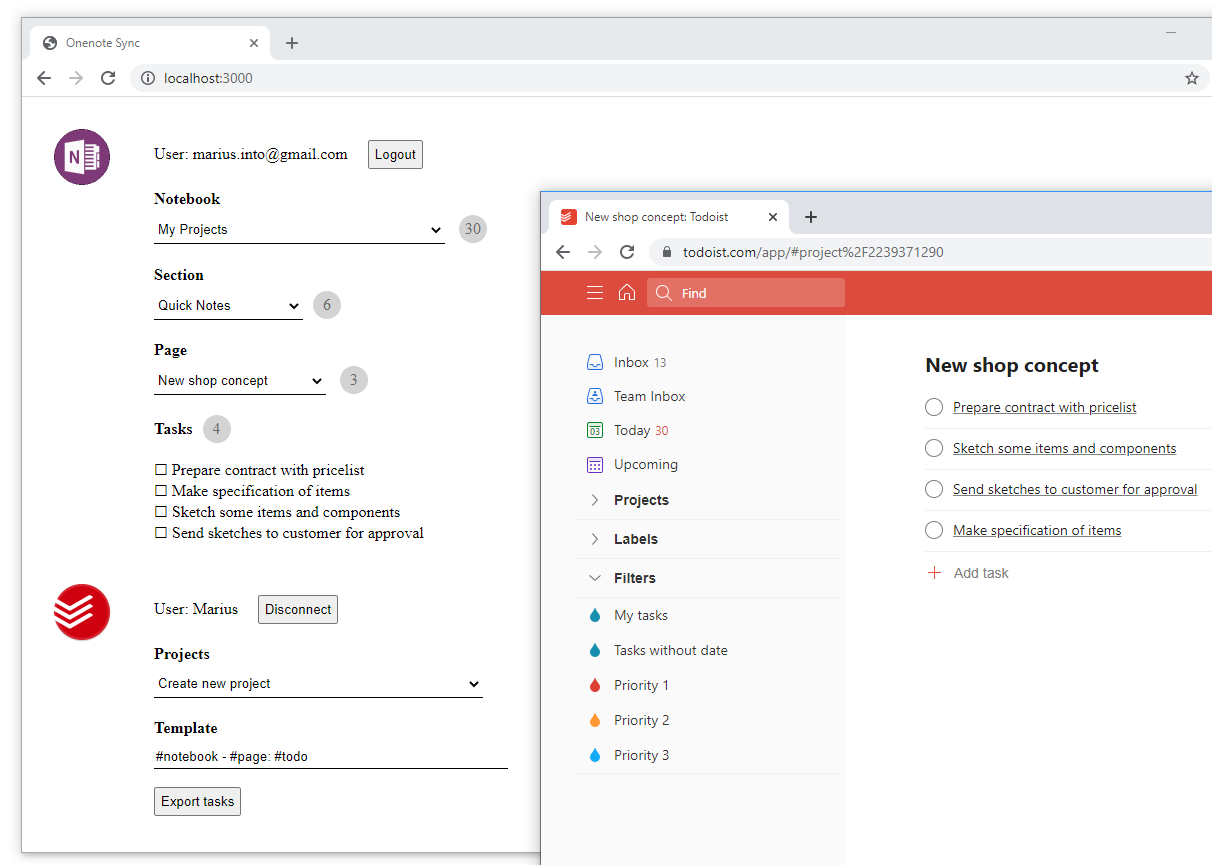 Onenote Sync
localhost:3000
N
User: marius.into@gmail.com Logout
Notebook
My Projects 30
Section
Quick Notes 6
Page
New shop concept 3
Tasks 4
Prepare contract with pricelist
Make specification of items
Sketch some items and components
Send sketches to customer for approval
User: Marius Disconnect
Projects
Create new project
Template
#notebook - #page: #todo
Export tasks
New shop concept: Todoist
todoist.com/app/#project%2F2239371290
Find
Inbox 13
Team Inbox
03 Today 30
Upcoming
Projects
Labels
Filters
My tasks
Tasks without date
Priority 1
Priority 2
Priority 3
New shop concept
Prepare contract with pricelist
Sketch some items and components
Send sketches to customer for approval
Make specification of items
Add task